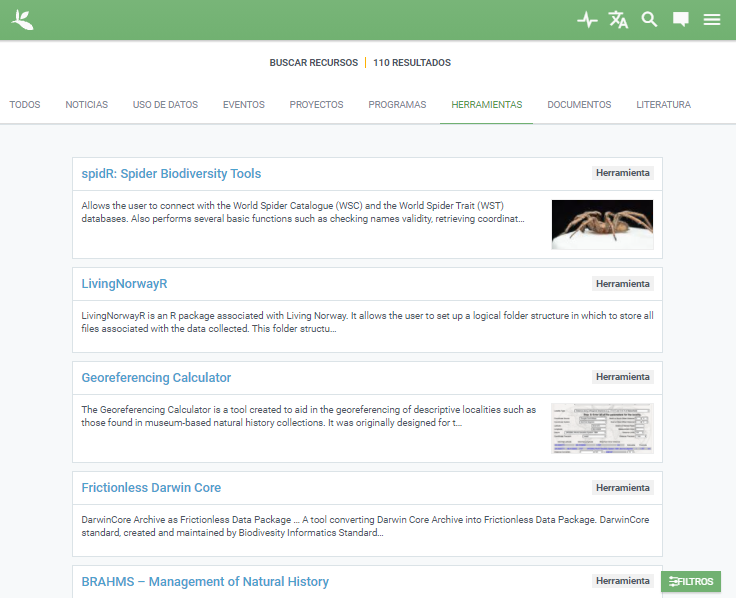 BUSCAR RECURSOS | 110 RESULTADOS
TODOS NOTICIAS USO DE DATOS EVENTOS PROYECTOS PROGRAMAS HERRAMIENTAS DOCUMENTOS LITERATURA
spidR: Spider Biodiversity Tools Herramienta
Allows the user to connect with the World Spider Catalogue (WSC) and the World Spider Trait (WST)
databases. Also performs several basic functions such as checking names validity, retrieving coordinat...
LivingNorwayR Herramienta
LivingNorwayR is an R package associated with Living Norway. It allows the user to set up a logical folder structure in which to store all
files associated with the data collected. This folder structu...
Georeferencing Calculator Herramienta
The Georeferencing Calculator is a tool created to aid in the georeferencing of descriptive localities such as
those found in museum-based natural history collections. It was originally designed for t...
Frictionless Darwin Core Herramienta
DarwinCore Archive as Frictionless Data Package ... A tool converting Darwin Core Archive into Frictionless Data Package. DarwinCore
standard, created and maintained by Biodivesity Informatics Standard...
BRAHMS – Management of Natural History Herramienta
FILTROS